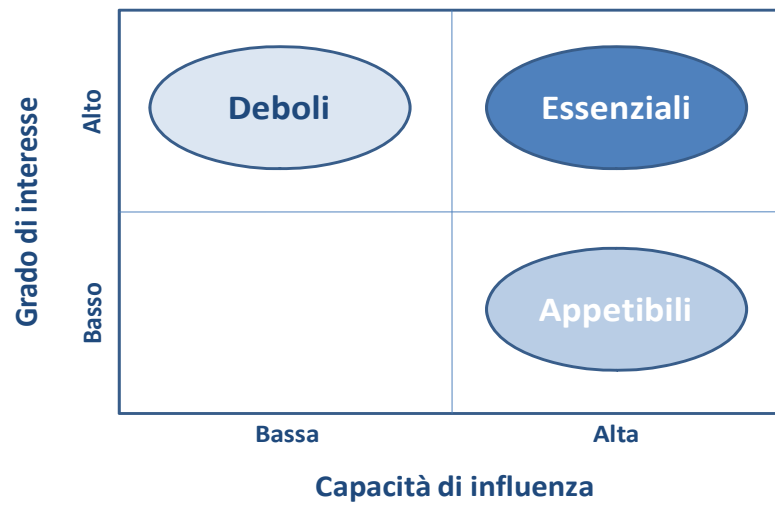 Grado di interesse
Alto
Basso
Deboli
Essenziali
Appetibili
Bassa
Alta
Capacità di influenza